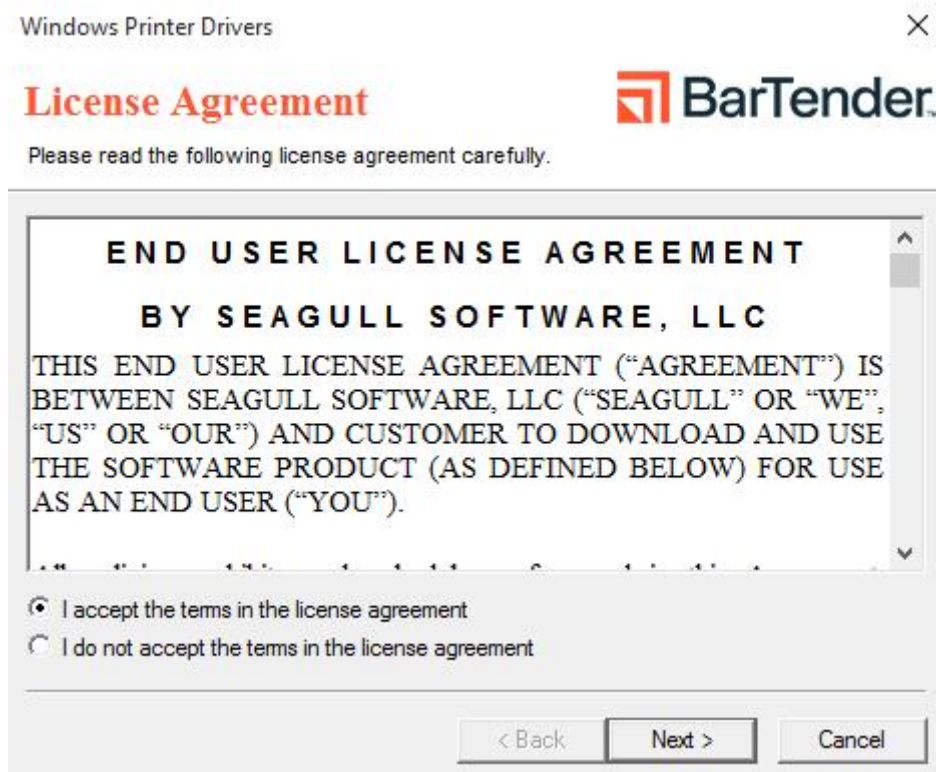 Windows Printer Drivers
License Agreement
BarTender
Please read the following license agreement carefully.
END USER LICENSE AGREEMENT
BY SEAGULL SOFTWARE, LLC
THIS END USER LICENSE AGREEMENT (“AGREEMENT”) IS
BETWEEN SEAGULL SOFTWARE, LLC (“SEAGULL” OR “WE”,
“US” OR “OUR”) AND CUSTOMER TO DOWNLOAD AND USE
THE SOFTWARE PRODUCT (AS DEFINED BELOW) FOR USE
AS AN END USER (“YOU”).
I accept the terms in the license agreement
I do not accept the terms in the license agreement
< Back
Next >
Cancel